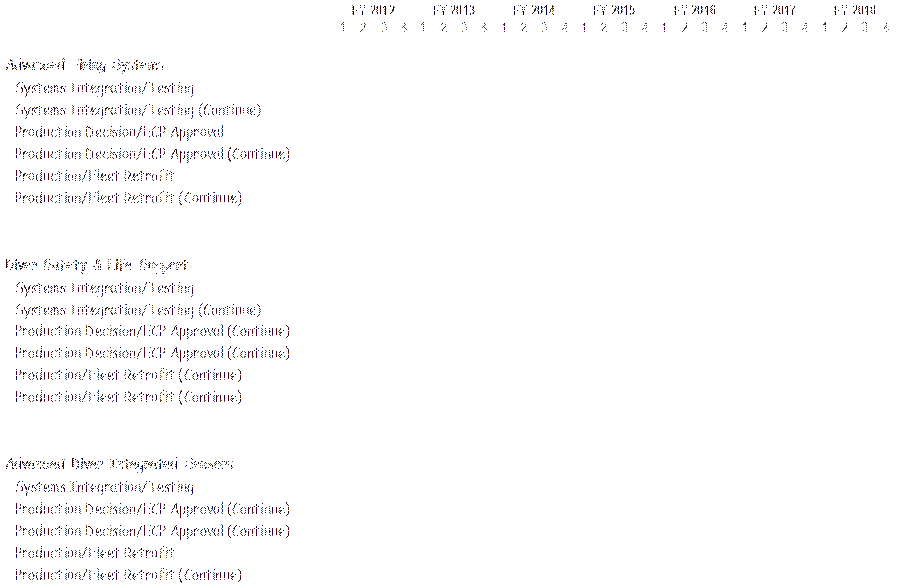 FY 2012 FY 2013 FY 2014 FY 2015 FY 2016 FY 2017 FY 2018
1 2 3 4 1 2 3 4 1 2 3 4 1 2 3 4 1 2 3 4 1 2 3 4 1 2 3 4
Advanced Diving Systems
Systems Integration/Testing
Systems Integration/Testing (Continue)
Production Decision/ECP Approval
Production Decision/ECP Approval (Continue)
Production/Fleet Retrofit
Production/Fleet Retrofit (Continue)
Diver Safety & Life Support
Systems Integration/Testing
Systems Integration/Testing (Continue)
Production Decision/ECP Approval (Continue)
Production Decision/ECP Approval (Continue)
Production/Fleet Retrofit (Continue)
Production/Fleet Retrofit (Continue)
Advanced Diver Integrated Sensors
Systems Integration/Testing
Production Decision/ECP Approval (Continue)
Production Decision/ECP Approval (Continue)
Production/Fleet Retrofit
Production/Fleet Retrofit (Continue)